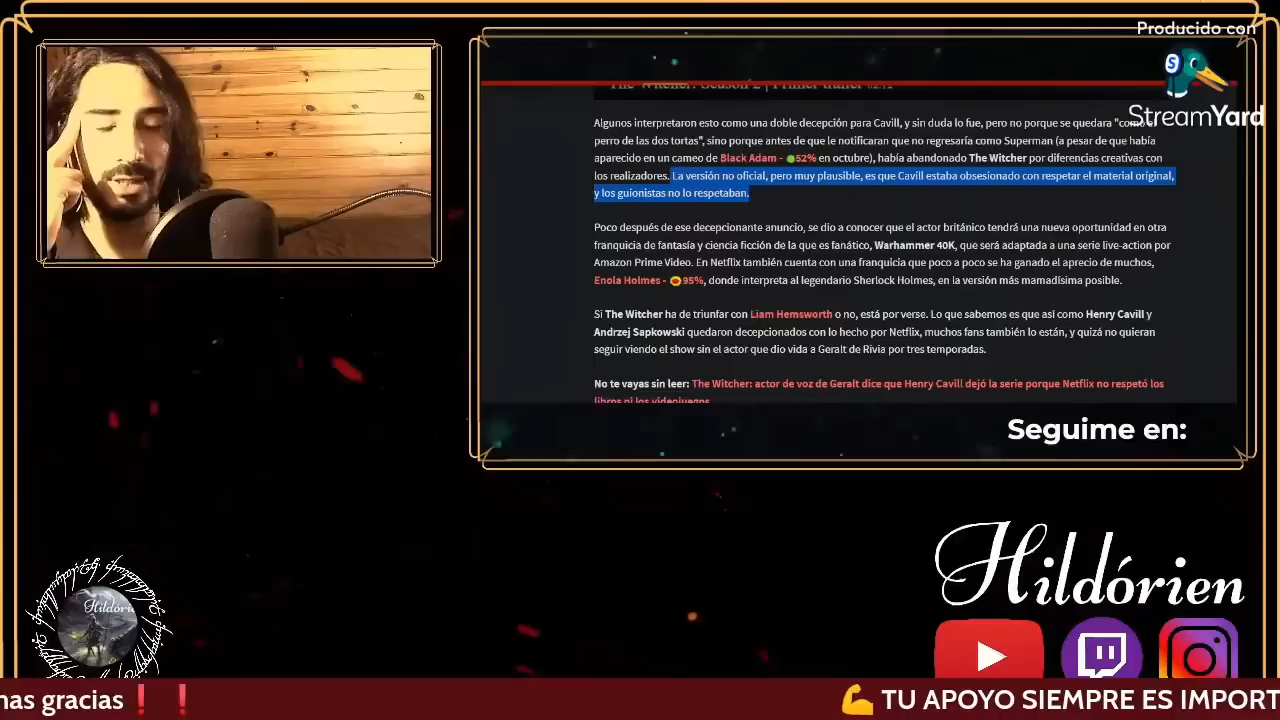 Producido con
StreamYard
The Witcher: Season 2 | Primer tráiler 02:12
Algunos interpretaron esto como una doble decepción para Cavill, y sin duda lo fue, pero no porque se quedara "como el
perro de las dos tortas", sino porque antes de que le notificaran que no regresaría como Superman (a pesar de que había
aparecido en un cameo de Black Adam - 52% en octubre), había abandonado The Witcher por diferencias creativas con
los realizadores. La versión no oficial, pero muy plausible, es que Cavill estaba obsesionado con respetar el material original,
y los guionistas no lo respetaban.
Poco después de ese decepcionante anuncio, se dio a conocer que el actor británico tendrá una nueva oportunidad en otra
franquicia de fantasía y ciencia ficción de la que es fanático, Warhammer 40K, que será adaptada a una serie live-action por
Amazon Prime Video. En Netflix también cuenta con una franquicia que poco a poco se ha ganado el aprecio de muchos,
Enola Holmes - 95%, donde interpreta al legendario Sherlock Holmes, en la versión más mamadísima posible.
Si The Witcher ha de triunfar con Liam Hemsworth o no, está por verse. Lo que sabemos es que así como Henry Cavill y
Andrzej Sapkowski quedaron decepcionados con lo hecho por Netflix, muchos fans también lo están, y quizá no quieran
seguir viendo el show sin el actor que dio vida a Geralt de Rivia por tres temporadas.
No te vayas sin leer: The Witcher: actor de voz de Geralt dice que Henry Cavill dejó la serie porque Netflix no respetó los
libros ni los videojuegos
Seguime en:
Hildórien
Hildórien
nas gracias❗❗
💪 TU APOYO SIEMPRE ES IMPORT